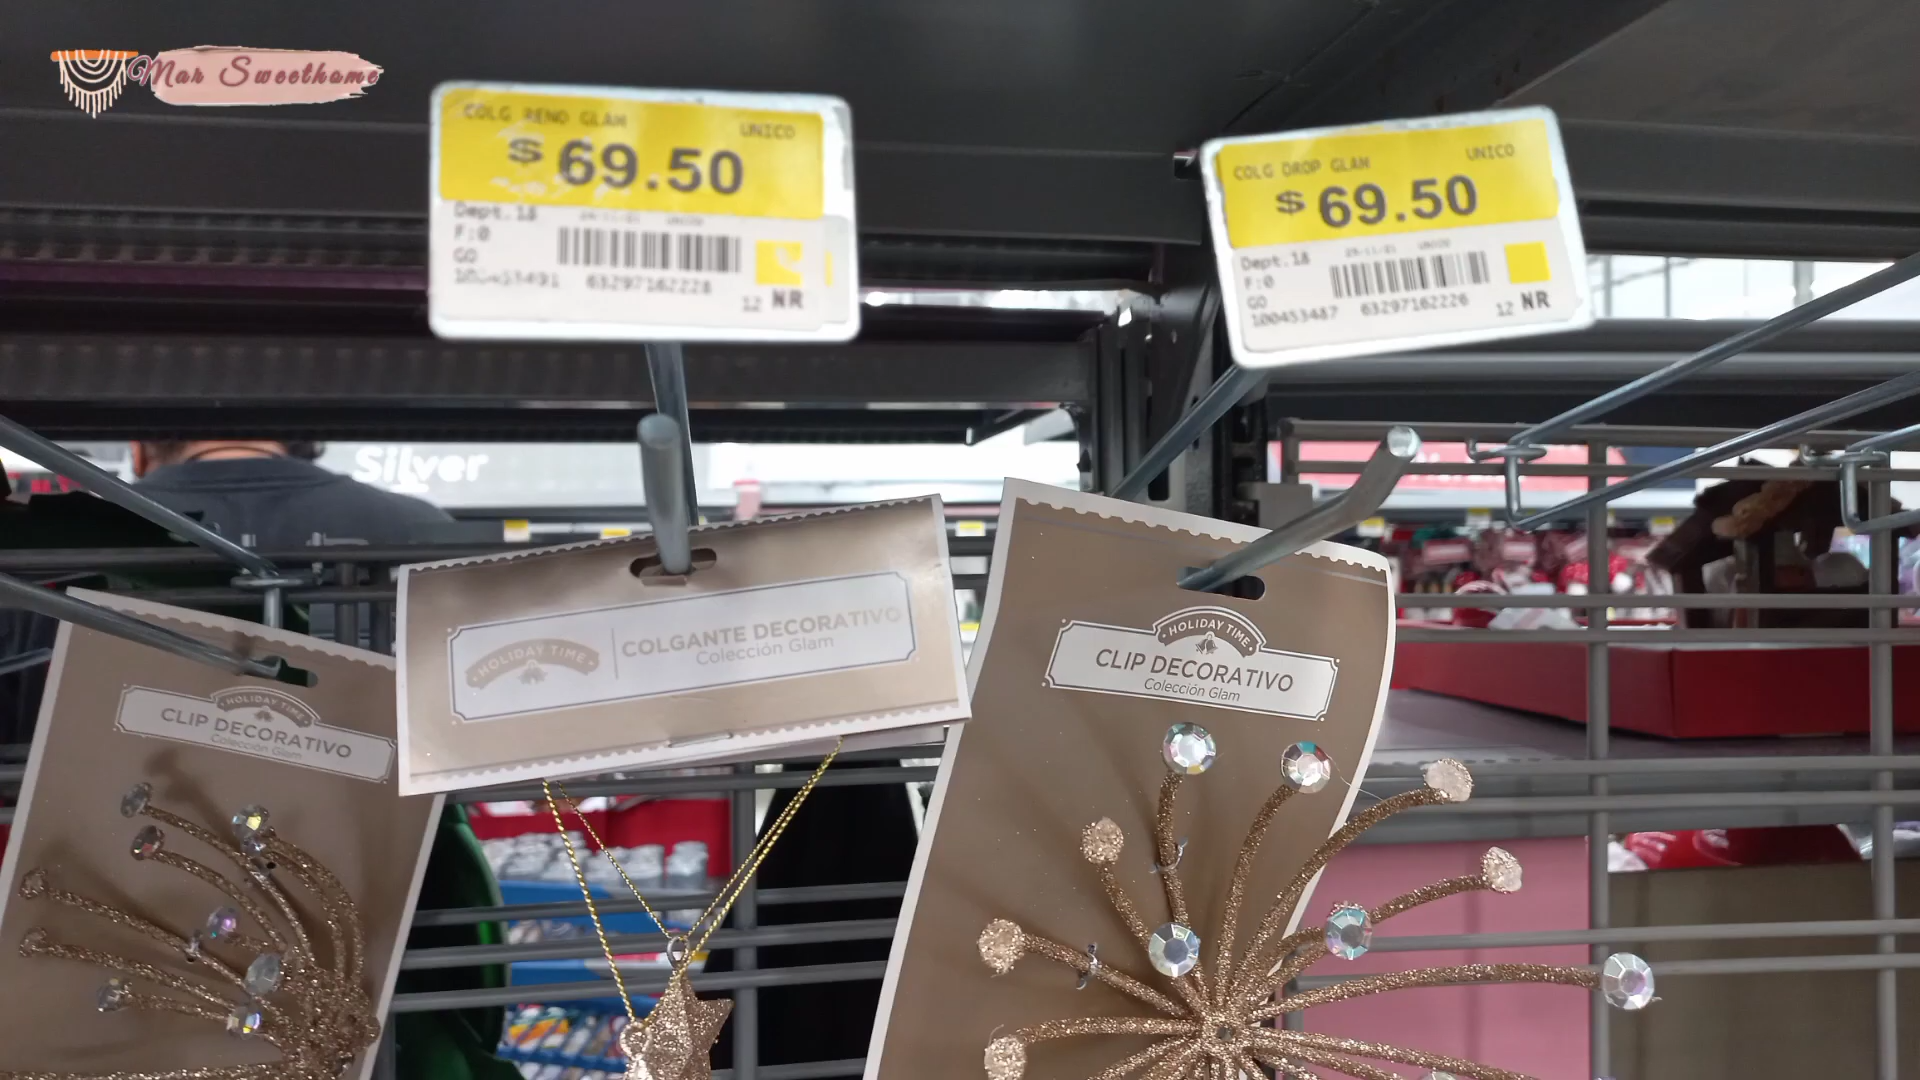 Mar Sweethome
COLG RENO GLAM
UNICO
$69.50
Dept.18
F:0
GO
63297162228
12 NR
COLG DROP GLAM
UNICO
$69.50
Dept.18
F:0
GO
100453487
63297162226
12 NR
Silver
HOLIDAY TIME
CLIP DECORATIVO
Colección Glam
HOLIDAY TIME
COLGANTE DECORATIVO
Colección Glam
HOLIDAY TIME
CLIP DECORATIVO
Colección Glam